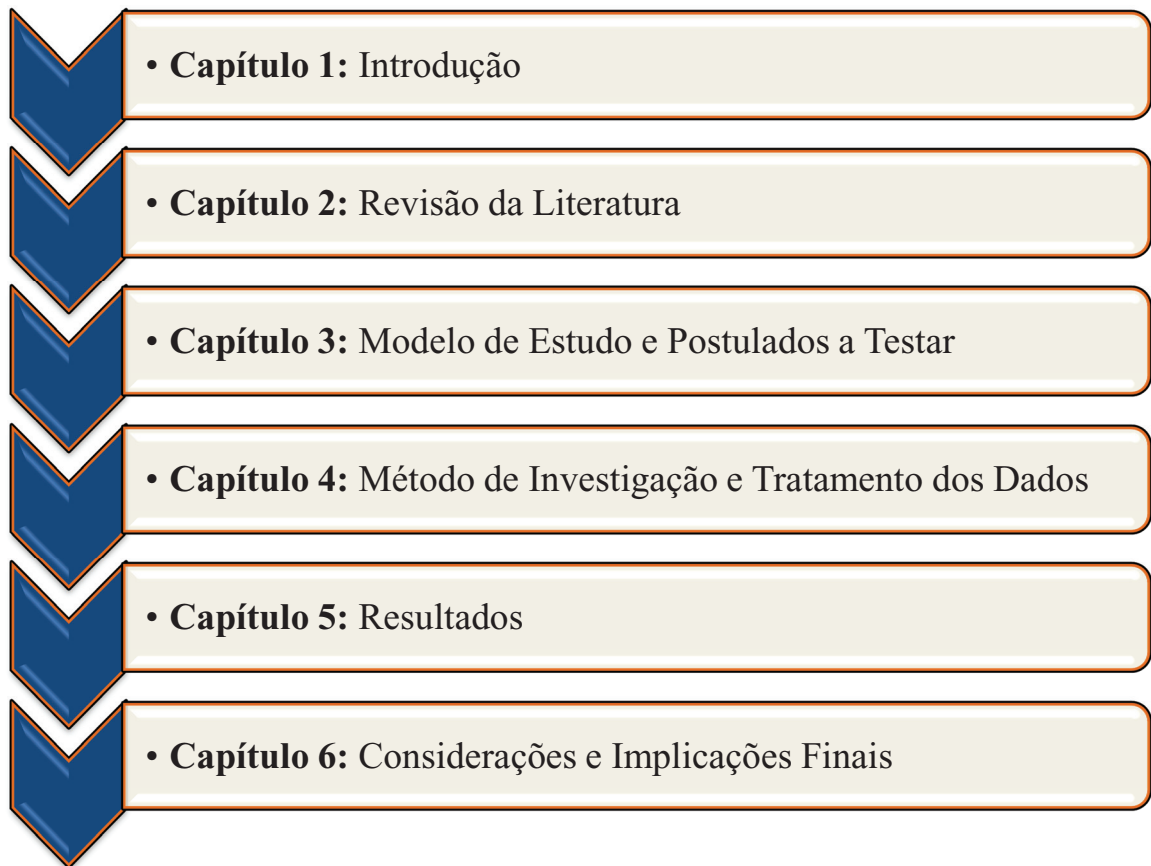 • Capítulo 1: Introdução
• Capítulo 2: Revisão da Literatura
• Capítulo 3: Modelo de Estudo e Postulados a Testar
• Capítulo 4: Método de Investigação e Tratamento dos Dados
• Capítulo 5: Resultados
• Capítulo 6: Considerações e Implicações Finais